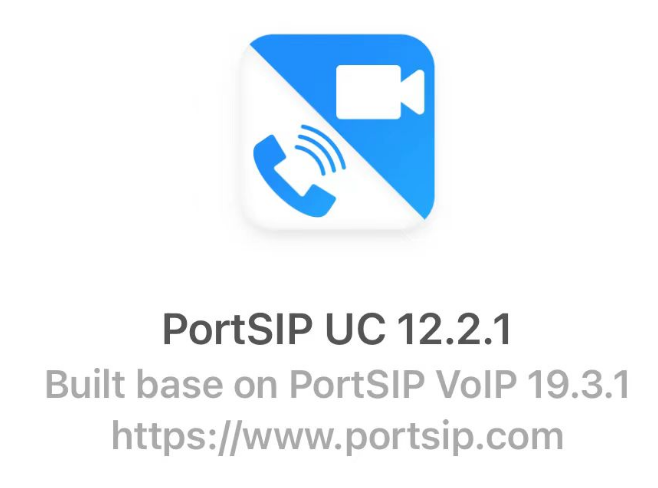 PortSIP UC 12.2.1
Built base on PortSIP VoIP 19.3.1
https://www.portsip.com